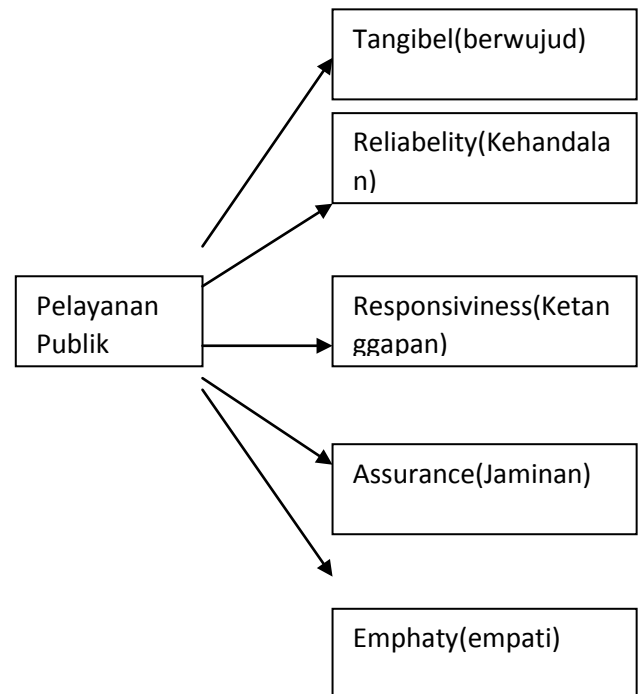 Tangibel(berwujud)
Reliabelity(Kehandala
n)
Pelayanan
Publik
Responsiviness(Ketan
ggapan)
Assurance(Jaminan)
Emphaty(empati)